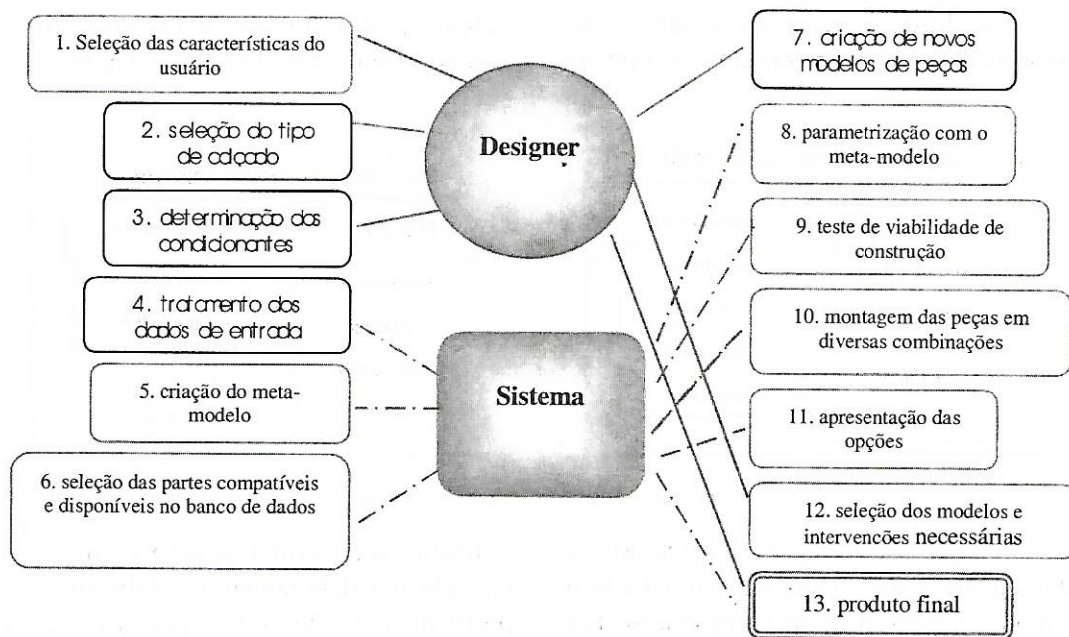 1. Seleção das características do
usuário
2. seleção do tipo
de calçado
3. determinação dos
condicionantes
4. tratamento dos
dados de entrada
5. criação do meta-
modelo
6. seleção das partes compatíveis
e disponíveis no banco de dados
Designer
Sistema
7. criação de novos
modelos de peças
8. parametrização com o
meta-modelo
9. teste de viabilidade de
construção
10. montagem das peças em
diversas combinações
11. apresentação das
opções
12. seleção dos modelos e
intervenções necessárias
13. produto final